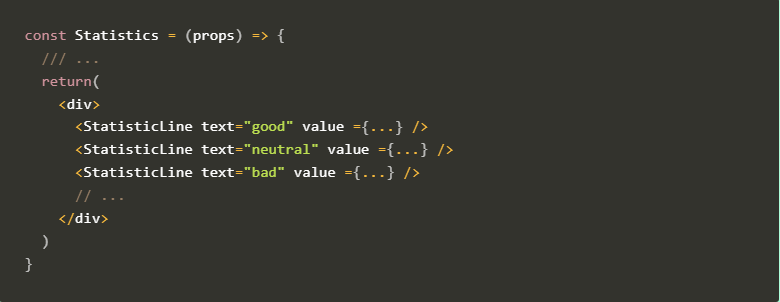 const Statistics = (props) => {
  /// ...
  return(
    <div>
      <StatisticLine text="good" value ={...} />
      <StatisticLine text="neutral" value ={...} />
      <StatisticLine text="bad" value ={...} />
      // ...
    </div>
  )
}